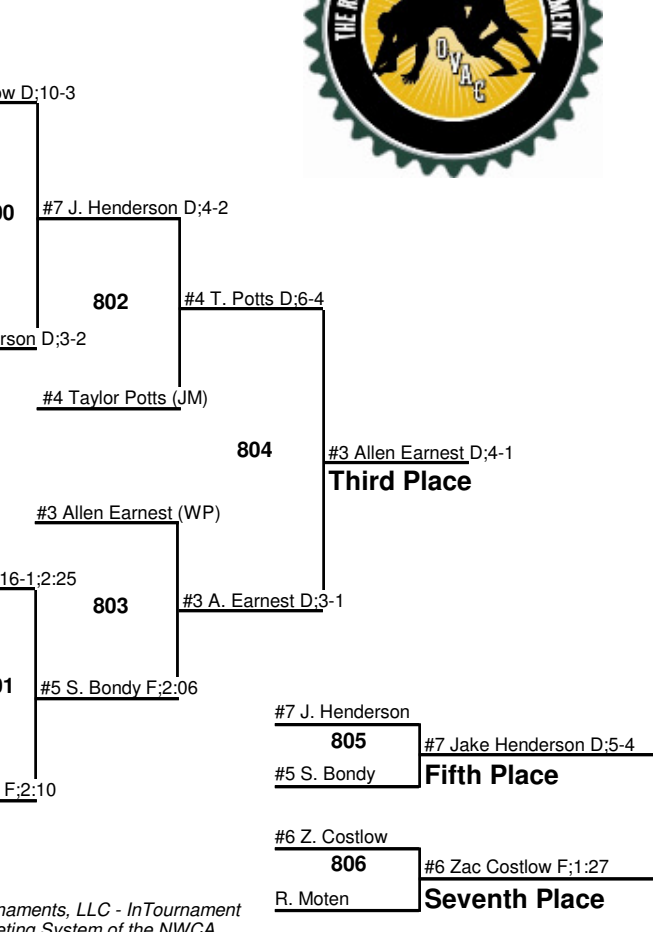 THE R
MENT
OVAC
ow D;10-3
#7 J. Henderson D;4-2
802
#4 T. Potts D;6-4
rson D;3-2
#4 Taylor Potts (JM)
804
#3 Allen Earnest D;4-1
Third Place
#3 Allen Earnest (WP)
16-1;2:25
803
#3 A. Earnest D;3-1
01
#5 S. Bondy F;2:06
#7 J. Henderson
805
#7 Jake Henderson D;5-4
#5 S. Bondy
Fifth Place
F;2:10
#6 Z. Costlow
806
#6 Zac Costlow F;1:27
R. Moten
Seventh Place
naments, LLC - InTournament
eting System of the NWCA